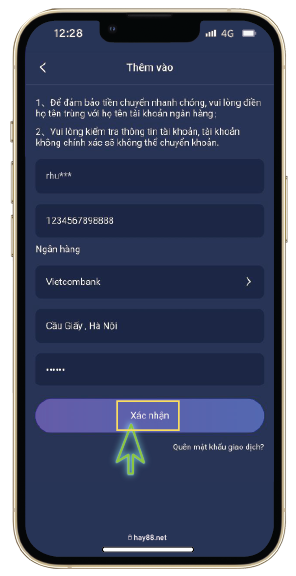 12:28
4G
Thêm vào
1、Để đảm bảo tiền chuyển nhanh chóng, vui lòng điền
họ tên trùng với họ tên tài khoản ngân hàng;
2、Vui lòng kiểm tra thông tin tài khoản, tài khoản
không chính xác sẽ không thể chuyển khoản.
rhu***
1234567898888
Ngân hàng
Vietcombank
Cầu Giấy , Hà Nội
••••••
Xác nhận
Quên mật khẩu giao dịch?
hay88.net